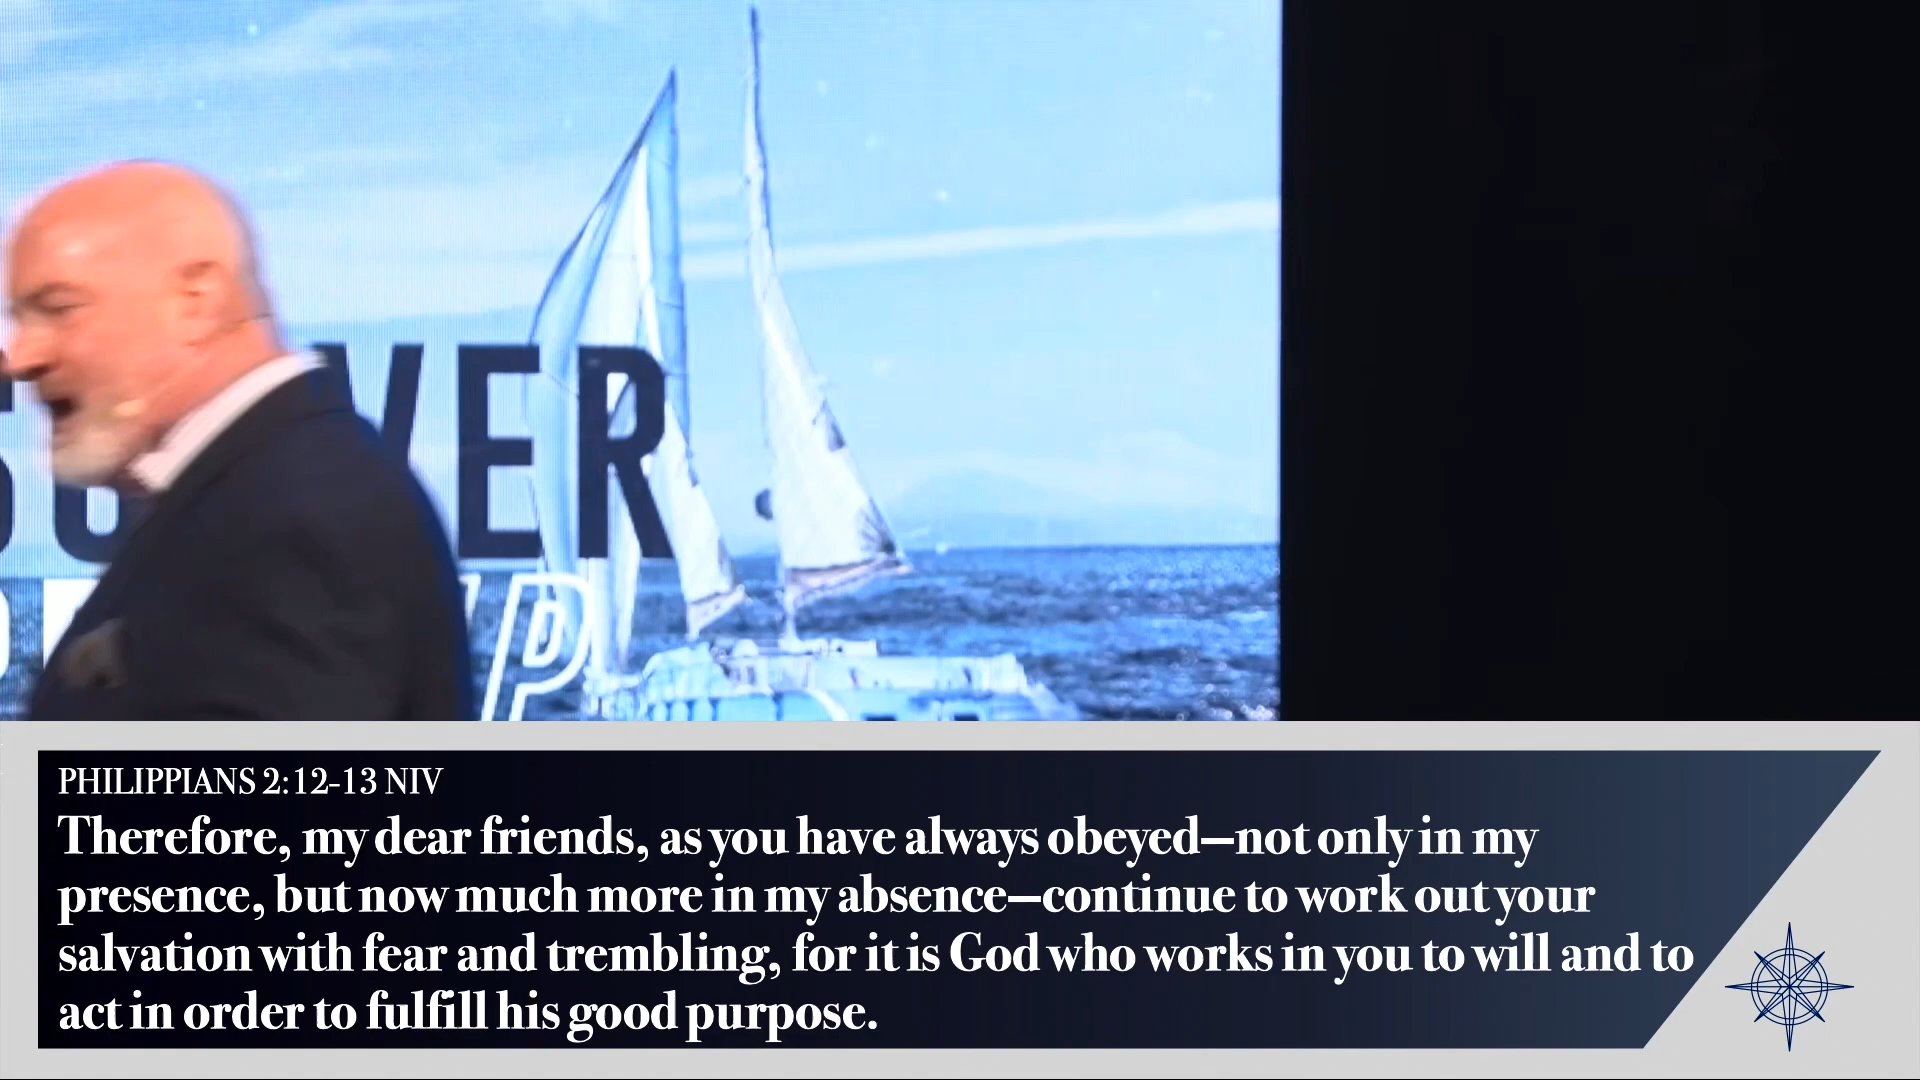 VER
PHILIPPIANS 2:12-13 NIV
Therefore, my dear friends, as you have always obeyed—not only in my
presence, but now much more in my absence—continue to work out your
salvation with fear and trembling, for it is God who works in you to will and to
act in order to fulfill his good purpose.